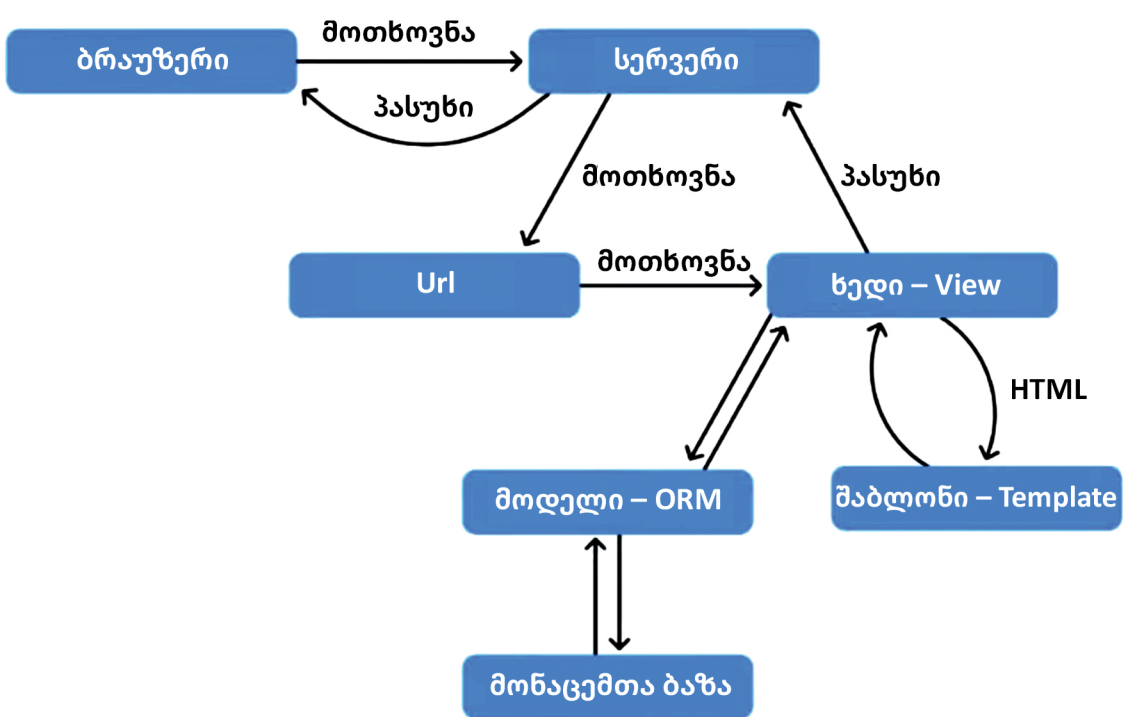 მოთხოვნა
ბრაუზერი
სერვერი
პასუხი
მოთხოვნა
პასუხი
მოთხოვნა
Url
ხედი – View
HTML
მოდელი – ORM
შაბლონი – Template
მონაცემთა ბაზა